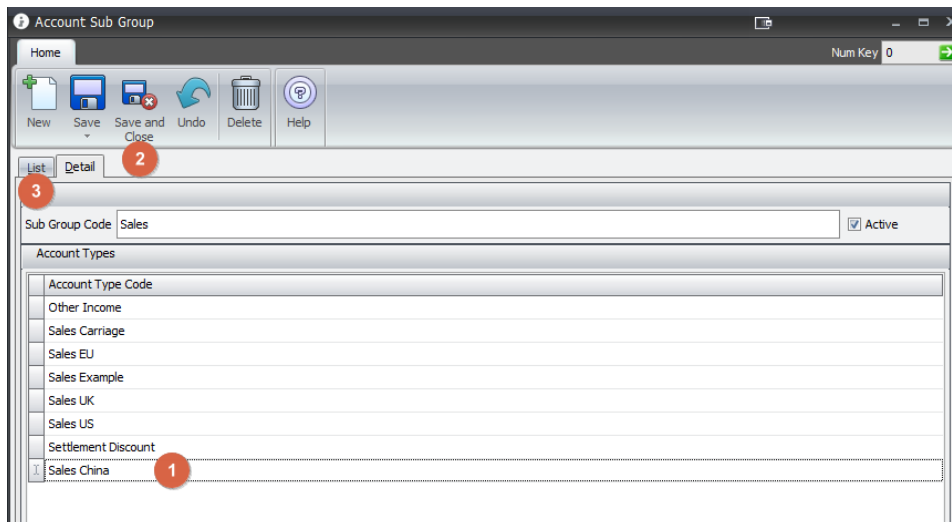 Account Sub Group
Home
Num Key 0
New Save Save and Close Undo Delete Help
2
List Detail
3
Sub Group Code Sales Active
Account Types
Account Type Code
Other Income
Sales Carriage
Sales EU
Sales Example
Sales UK
Sales US
Settlement Discount
Sales China 1